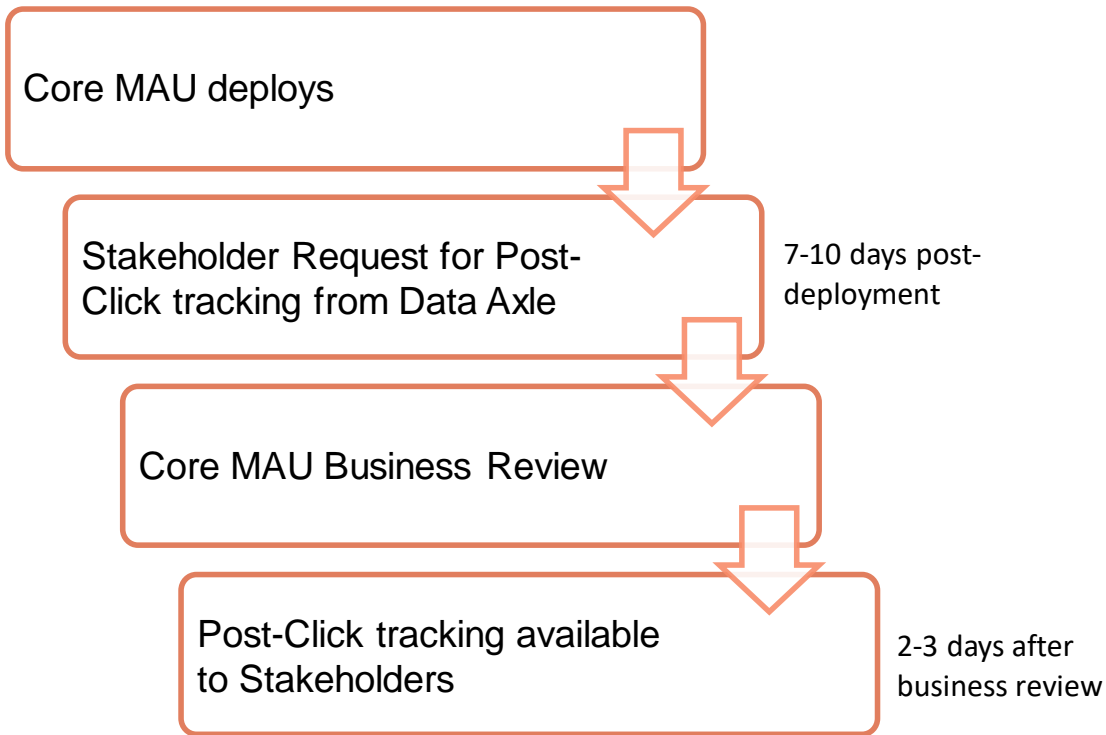 Core MAU deploys
Stakeholder Request for Post-
Click tracking from Data Axle
7-10 days post-
deployment
Core MAU Business Review
Post-Click tracking available
to Stakeholders
2-3 days after
business review